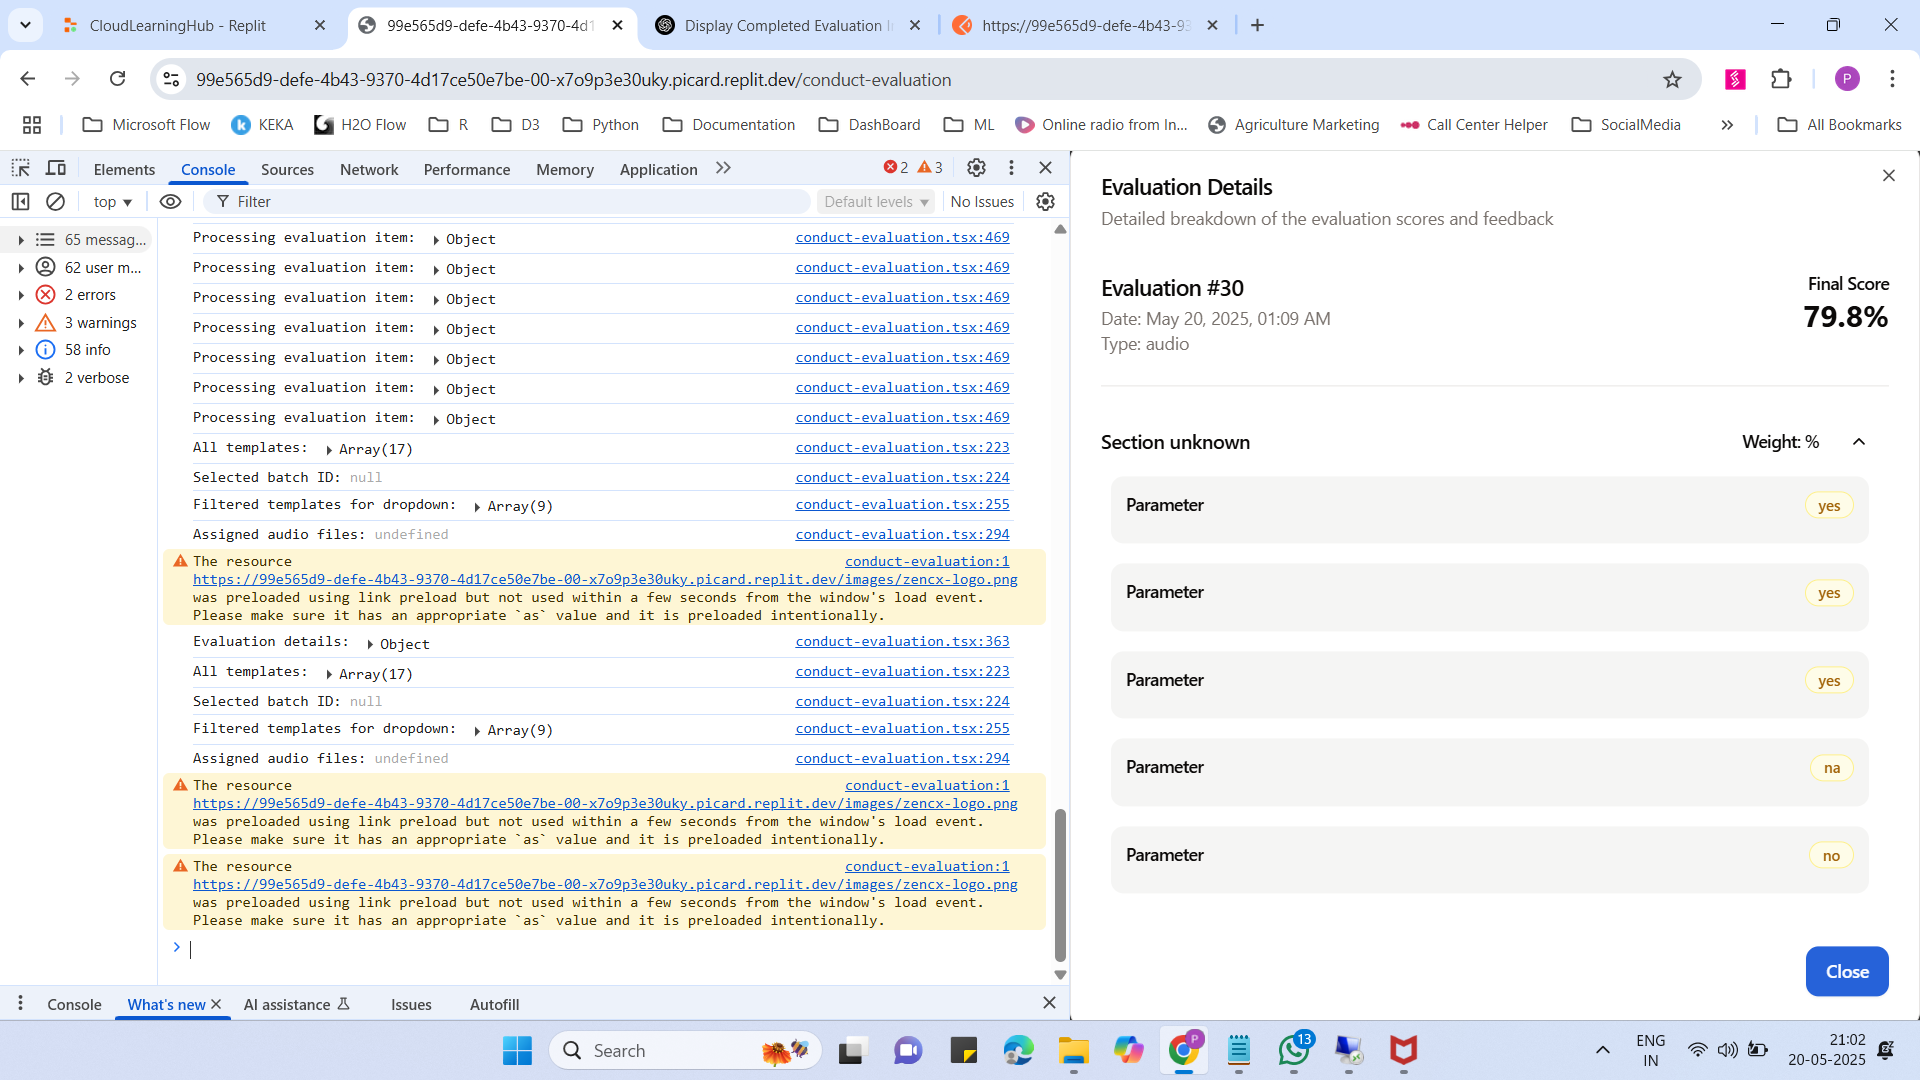 CloudLearningHub - Replit
99e565d9-defe-4b43-9370-4d1
Display Completed Evaluation I
https://99e565d9-defe-4b43-93
99e565d9-defe-4b43-9370-4d17ce50e7be-00-x7o9p3e30uky.picard.replit.dev/conduct-evaluation
P
Microsoft Flow
KEKA
H2O Flow
R
D3
Python
Documentation
DashBoard
ML
Online radio from In...
Agriculture Marketing
Call Center Helper
SocialMedia
All Bookmarks
Elements
Console
Sources
Network
Performance
Memory
Application
2
3
top
Filter
Default levels
No Issues
65 messag...
62 user m...
2 errors
3 warnings
58 info
2 verbose
Processing evaluation item: Object conduct-evaluation.tsx:469
Processing evaluation item: Object conduct-evaluation.tsx:469
Processing evaluation item: Object conduct-evaluation.tsx:469
Processing evaluation item: Object conduct-evaluation.tsx:469
Processing evaluation item: Object conduct-evaluation.tsx:469
Processing evaluation item: Object conduct-evaluation.tsx:469
Processing evaluation item: Object conduct-evaluation.tsx:469
All templates: Array(17) conduct-evaluation.tsx:223
Selected batch ID: null conduct-evaluation.tsx:224
Filtered templates for dropdown: Array(9) conduct-evaluation.tsx:255
Assigned audio files: undefined conduct-evaluation.tsx:294
The resource conduct-evaluation:1
https://99e565d9-defe-4b43-9370-4d17ce50e7be-00-x7o9p3e30uky.picard.replit.dev/images/zencx-logo.png
was preloaded using link preload but not used within a few seconds from the window's load event.
Please make sure it has an appropriate `as` value and it is preloaded intentionally.
Evaluation details: Object conduct-evaluation.tsx:363
All templates: Array(17) conduct-evaluation.tsx:223
Selected batch ID: null conduct-evaluation.tsx:224
Filtered templates for dropdown: Array(9) conduct-evaluation.tsx:255
Assigned audio files: undefined conduct-evaluation.tsx:294
The resource conduct-evaluation:1
https://99e565d9-defe-4b43-9370-4d17ce50e7be-00-x7o9p3e30uky.picard.replit.dev/images/zencx-logo.png
was preloaded using link preload but not used within a few seconds from the window's load event.
Please make sure it has an appropriate `as` value and it is preloaded intentionally.
The resource conduct-evaluation:1
https://99e565d9-defe-4b43-9370-4d17ce50e7be-00-x7o9p3e30uky.picard.replit.dev/images/zencx-logo.png
was preloaded using link preload but not used within a few seconds from the window's load event.
Please make sure it has an appropriate `as` value and it is preloaded intentionally.
Console
What's new
AI assistance
Issues
Autofill
Evaluation Details
Detailed breakdown of the evaluation scores and feedback
Evaluation #30
Date: May 20, 2025, 01:09 AM
Type: audio
Final Score
79.8%
Section unknown
Weight: %
Parameter yes
Parameter yes
Parameter yes
Parameter na
Parameter no
Close
Search
P
13
ENG
IN
21:02
20-05-2025